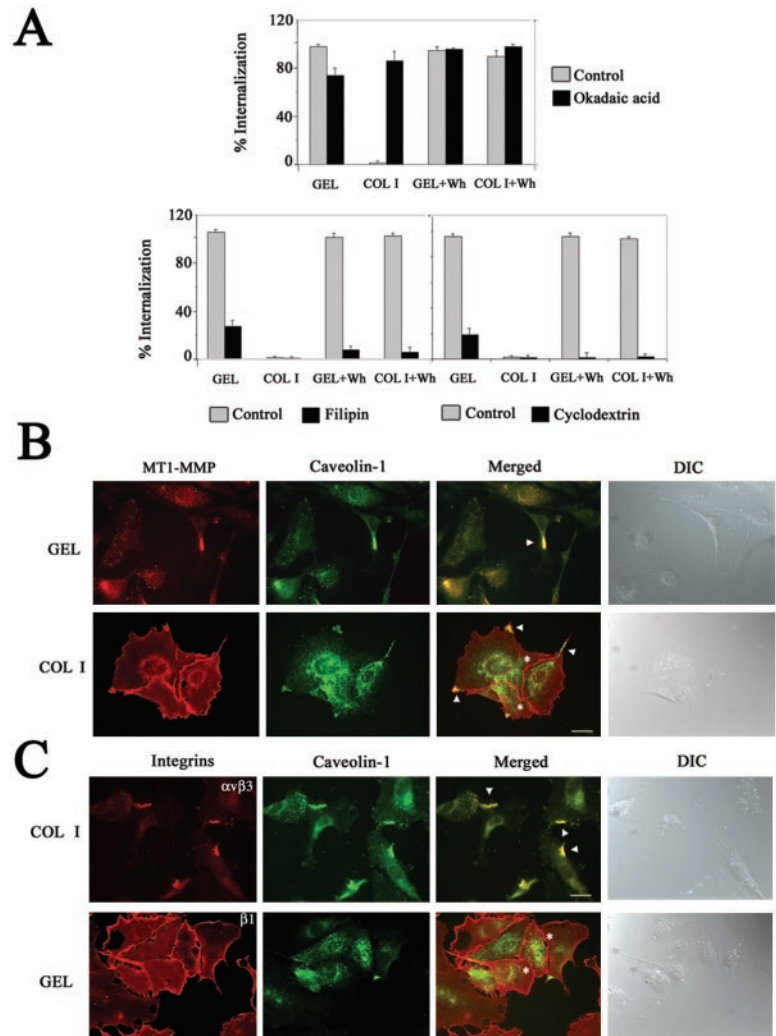 A
120
80
40
0
% Internalization
GEL COL I GEL+Wh COL I+Wh
Control
Okadaic acid
120
80
40
0
% Internalization
GEL COL I GEL+Wh COL I+Wh GEL COL I GEL+Wh COL I+Wh
Control Filipin Control Cyclodextrin
B
MT1-MMP Caveolin-1 Merged DIC
GEL
COL I
C
Integrins Caveolin-1 Merged DIC
COL I
αvβ3
GEL
β1